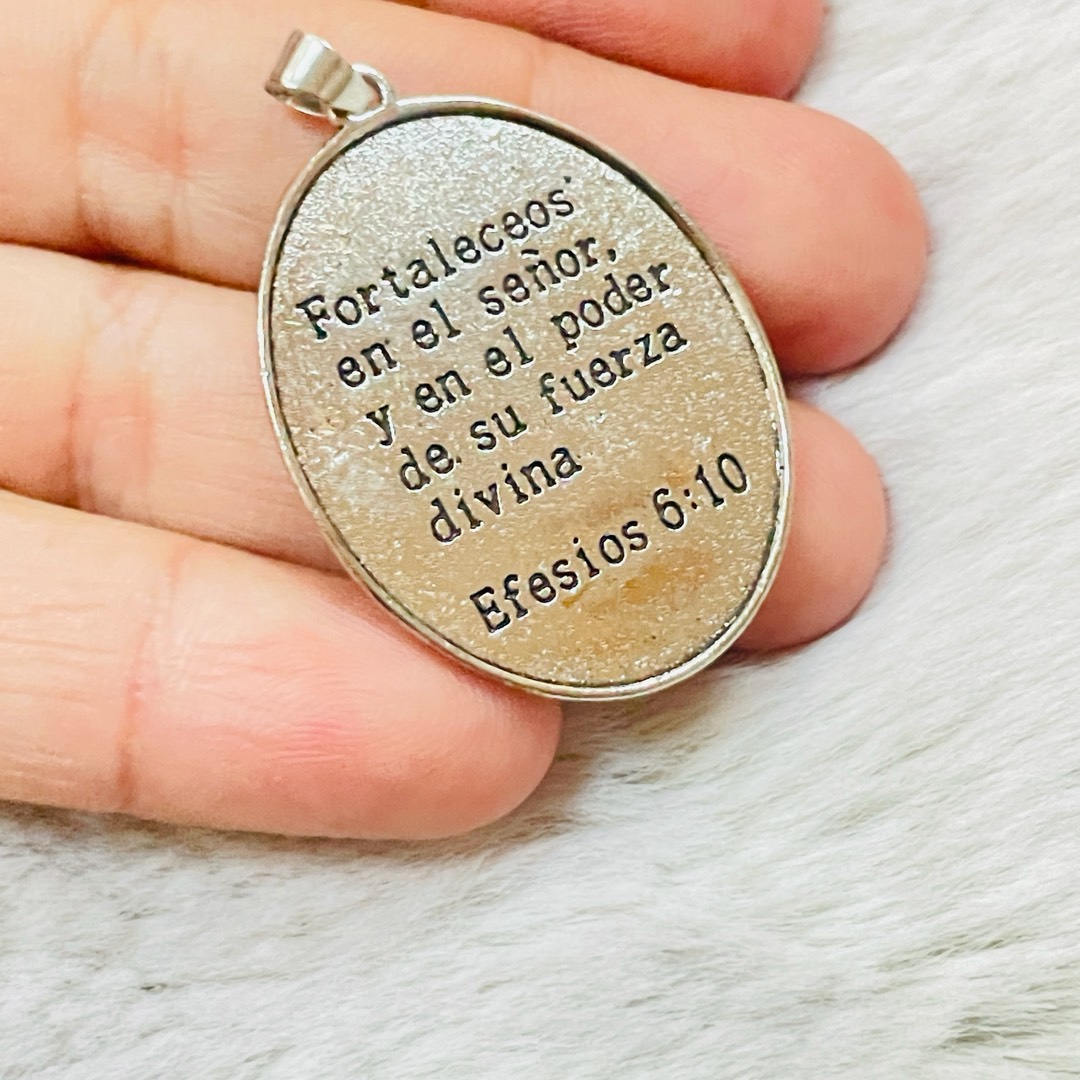 Fortaleceos
en el señor,
y en el poder
de su fuerza
divina
Efesios 6:10